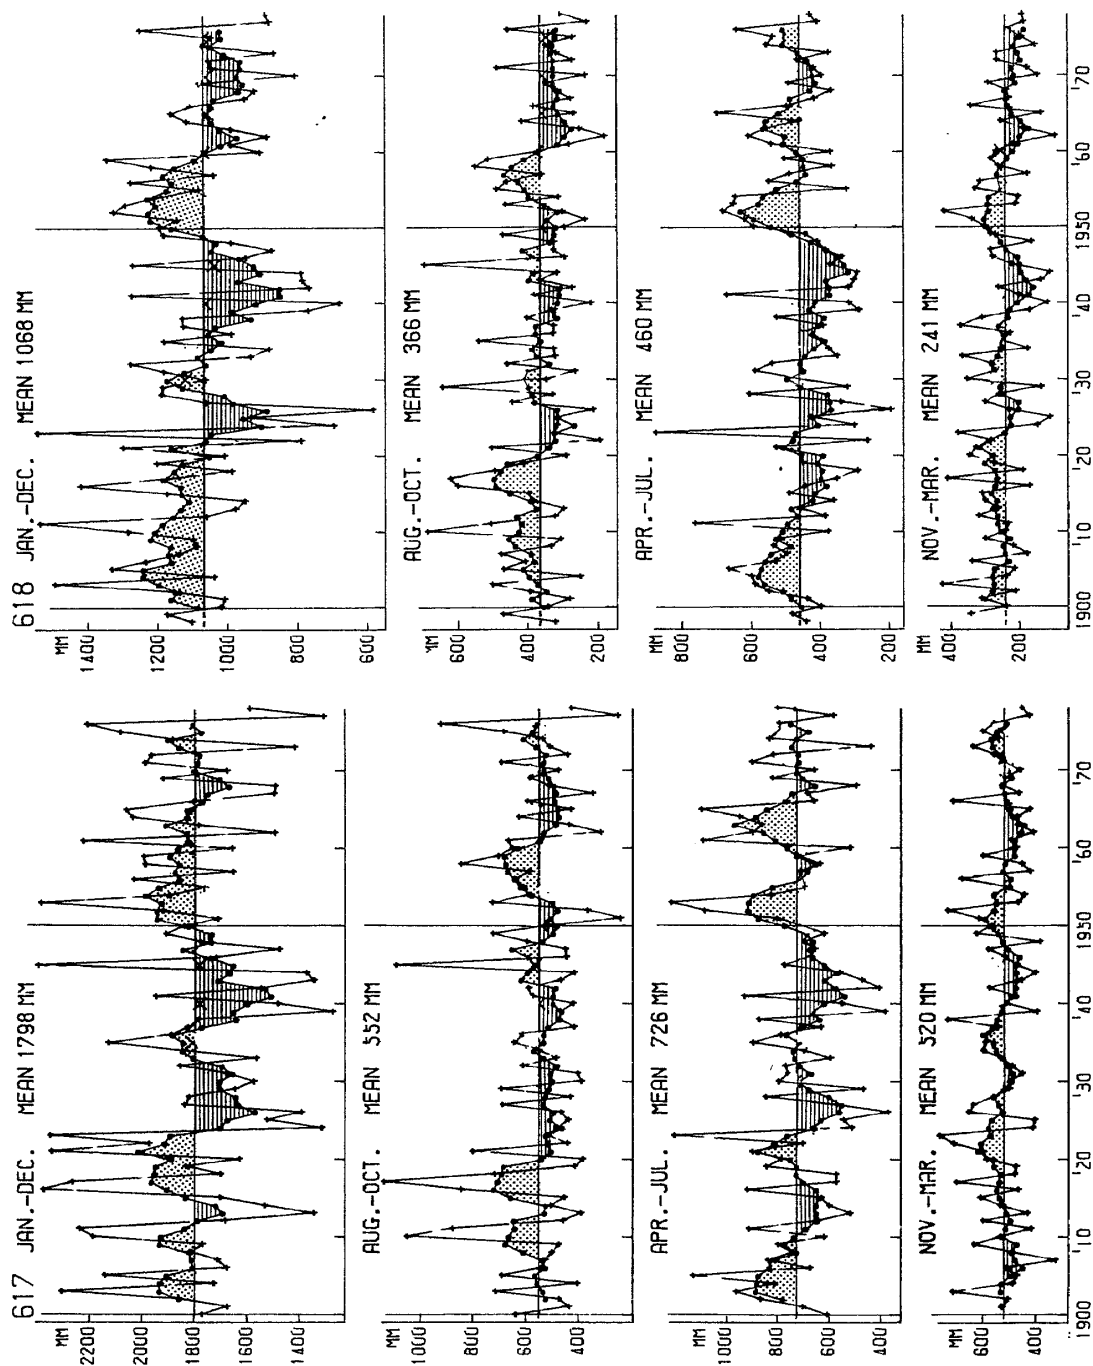 617 JAN.-DEC. MEAN 1798 MM
MM
2200
2000
1800
1600
1400
AUG.-OCT. MEAN 552 MM
MM
1000
800
600
400
APR.-JUL. MEAN 726 MM
MM
1000
800
600
400
NOV.-MAR. MEAN 520 MM
MM
600
400
1900 '10 '20 '30 '40 1950 '60 '70
618 JAN.-DEC. MEAN 1068 MM
MM
1400
1200
1000
800
600
AUG.-OCT. MEAN 366 MM
MM
600
400
200
APR.-JUL. MEAN 460 MM
MM
800
600
400
200
NOV.-MAR. MEAN 241 MM
MM
400
200
1900 '10 '20 '30 '40 1950 '60 '70